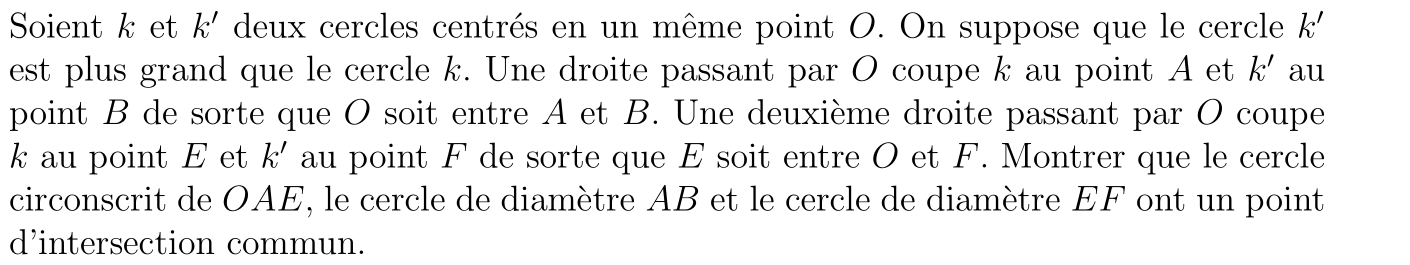 Soient k et k′ deux cercles centrés en un même point O. On suppose que le cercle k′
est plus grand que le cercle k. Une droite passant par O coupe k au point A et k′ au
point B de sorte que O soit entre A et B. Une deuxième droite passant par O coupe
k au point E et k′ au point F de sorte que E soit entre O et F. Montrer que le cercle
circonscrit de OAE, le cercle de diamètre AB et le cercle de diamètre EF ont un point
d'intersection commun.